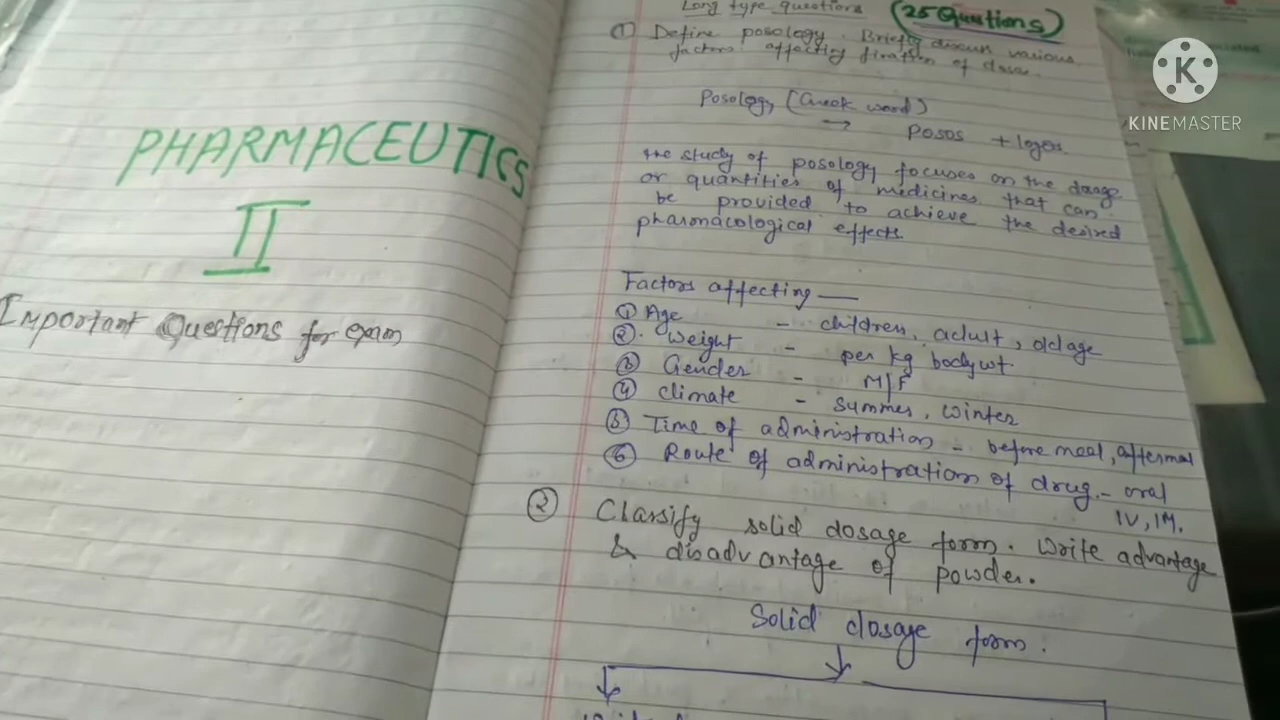 PHARMACEUTICS
II
Important Questions for exam
Long type questions (25 Questions)
① Define posology. Briefly discuss various
factors affecting fixation of doses.
Posology (Greek word)
→ Posos + logos
the study of posology focuses on the dosage
or quantities of medicines that can
be provided to achieve the desired
pharmacological effects.
Factors affecting —
① Age - children, adult, old age
②. Weight - per kg body wt.
③ Gender - M/F
④ Climate - Summer, winter
⑤ Time of administration - before meal, aftermeal
⑥ Route of administration of drug - oral
IV, IM.
② Classify solid dosage form. Write advantage
& disadvantage of powder.
Solid dosage form.
K
KINEMASTER